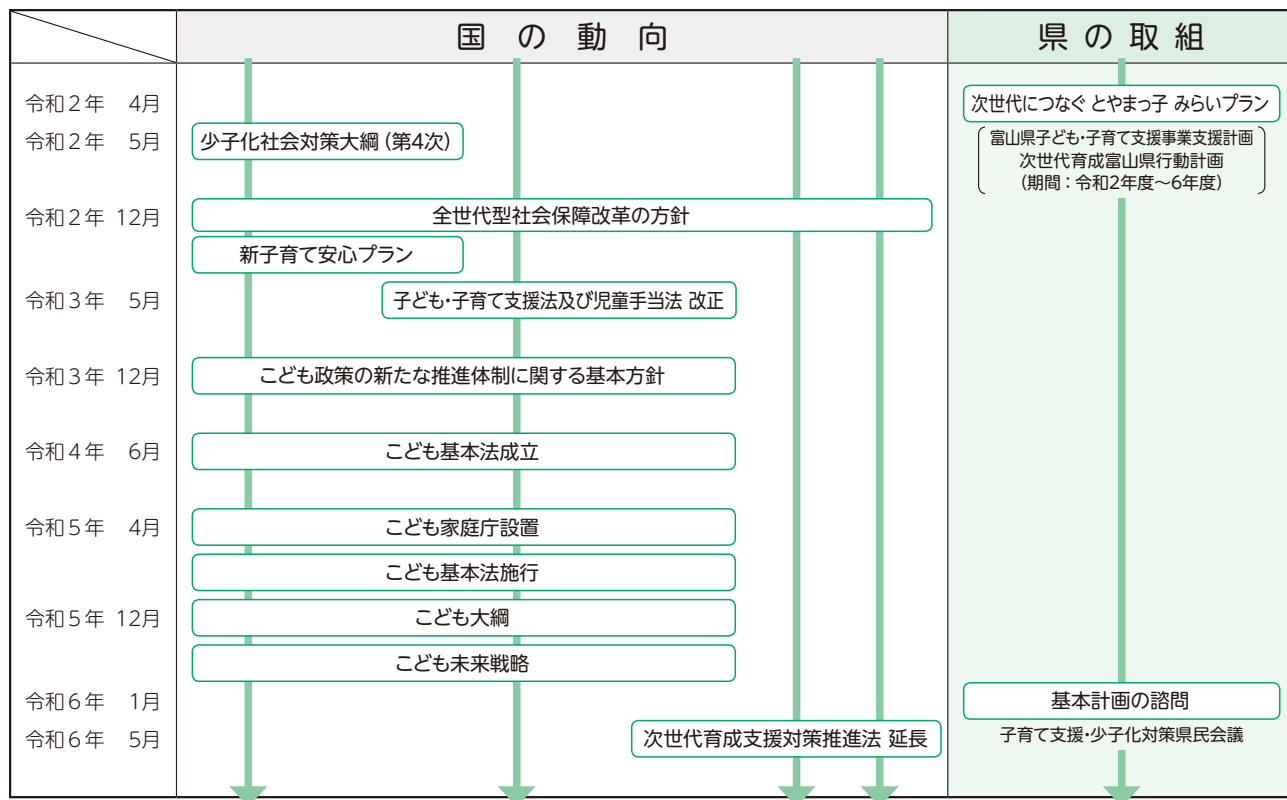 国の動向 県の取組
令和2年 4月 次世代につなぐ とやまっ子 みらいプラン
令和2年 5月 少子化社会対策大綱(第4次) 富山県子ども・子育て支援事業支援計画
次世代育成富山県行動計画
(期間:令和2年度～6年度)
令和2年 12月 全世代型社会保障改革の方針
新子育て安心プラン
令和3年 5月 子ども・子育て支援法及び児童手当法 改正
令和3年 12月 こども政策の新たな推進体制に関する基本方針
令和4年 6月 こども基本法成立
令和5年 4月 こども家庭庁設置
こども基本法施行
令和5年 12月 こども大綱
こども未来戦略
令和6年 1月 基本計画の諮問
令和6年 5月 次世代育成支援対策推進法 延長 子育て支援・少子化対策県民会議